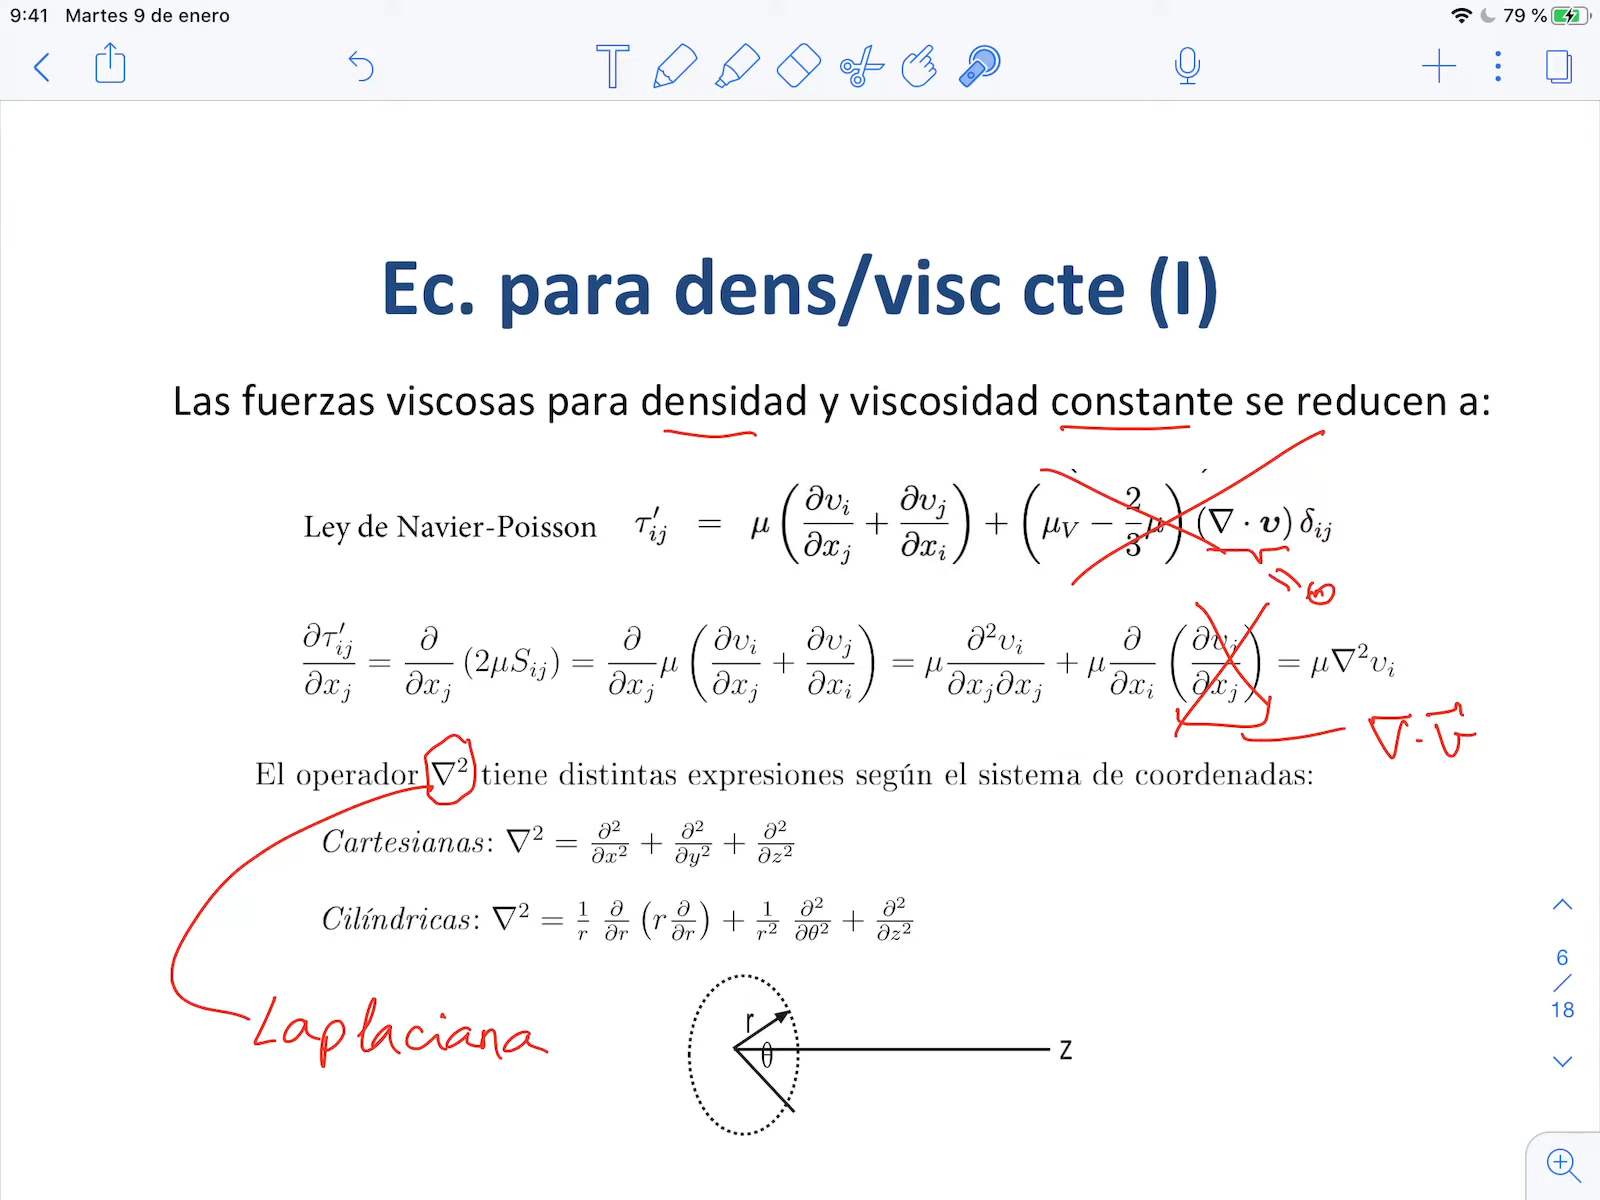 9:41 Martes 9 de enero 79 %
Ec. para dens/visc cte (I)
Las fuerzas viscosas para densidad y viscosidad constante se reducen a:
Ley de Navier-Poisson τ′ij = μ(∂vi/∂xj + ∂vj/∂xi) + (μV − 2/3 μ)(∇ · v) δij
∂τ′ij/∂xj = ∂/∂xj (2μSij) = ∂/∂xj μ(∂vi/∂xj + ∂vj/∂xi) = μ ∂²vi/∂xj∂xj + μ ∂/∂xi (∂vj/∂xj) = μ∇²vi
∇·v⃗
El operador ∇² tiene distintas expresiones según el sistema de coordenadas:
Cartesianas: ∇² = ∂²/∂x² + ∂²/∂y² + ∂²/∂z²
Cilíndricas: ∇² = 1/r ∂/∂r (r ∂/∂r) + 1/r² ∂²/∂θ² + ∂²/∂z²
Laplaciana
r
θ
z
6
/
18